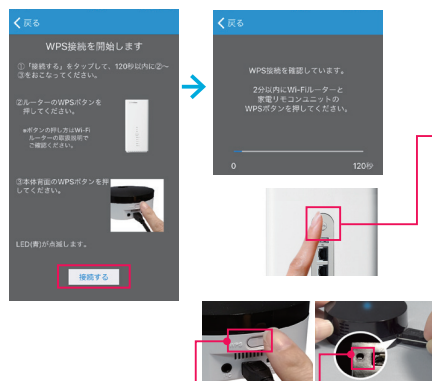 戻る
WPS接続を開始します
①「接続する」をタップして、120秒以内に②～
③をおこなってください。
②ルーターのWPSボタンを
押してください。
※ボタンの押し方はWi-Fi
ルーターの取扱説明で
ご確認ください。
③本体背面のWPSボタンを押
してください。
LED(青)が点滅します。
接続する
戻る
WPS接続を確認しています。
2分以内にWi-Fiルーターと
家電リモコンユニットの
WPSボタンを押してください。
0
120秒